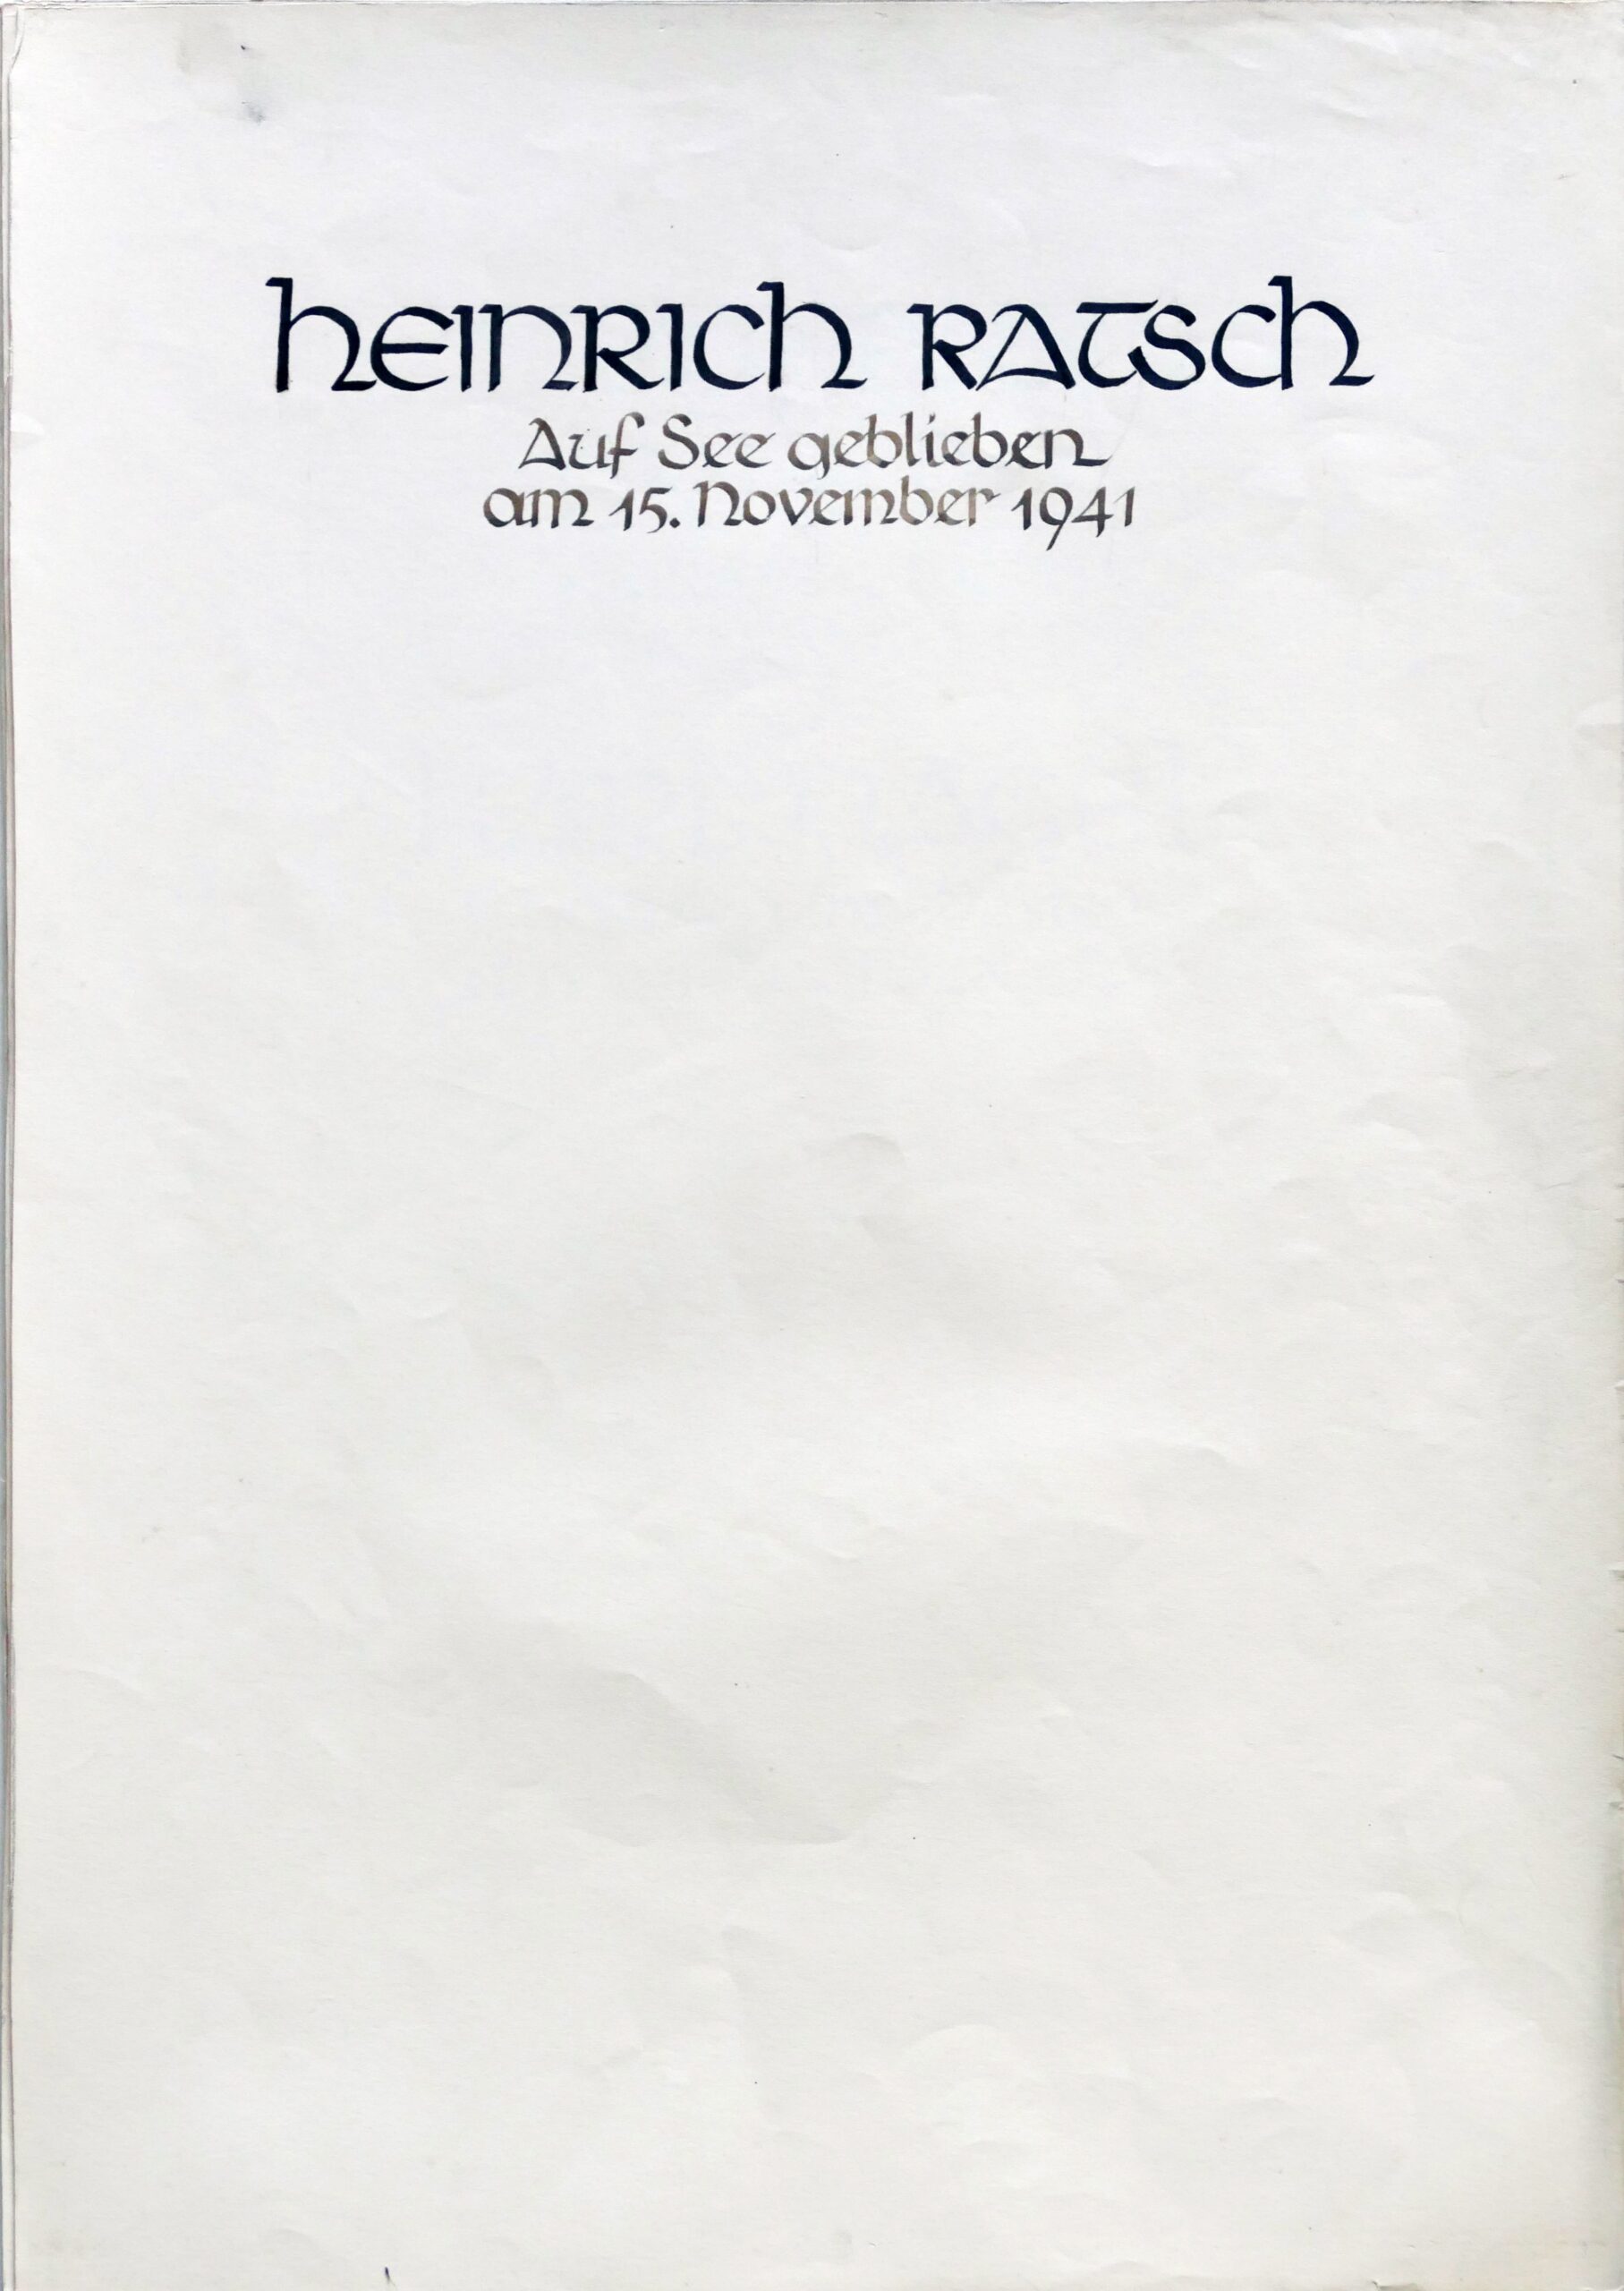 HEINRICH RATSCH
Auf See geblieben
am 15. November 1941